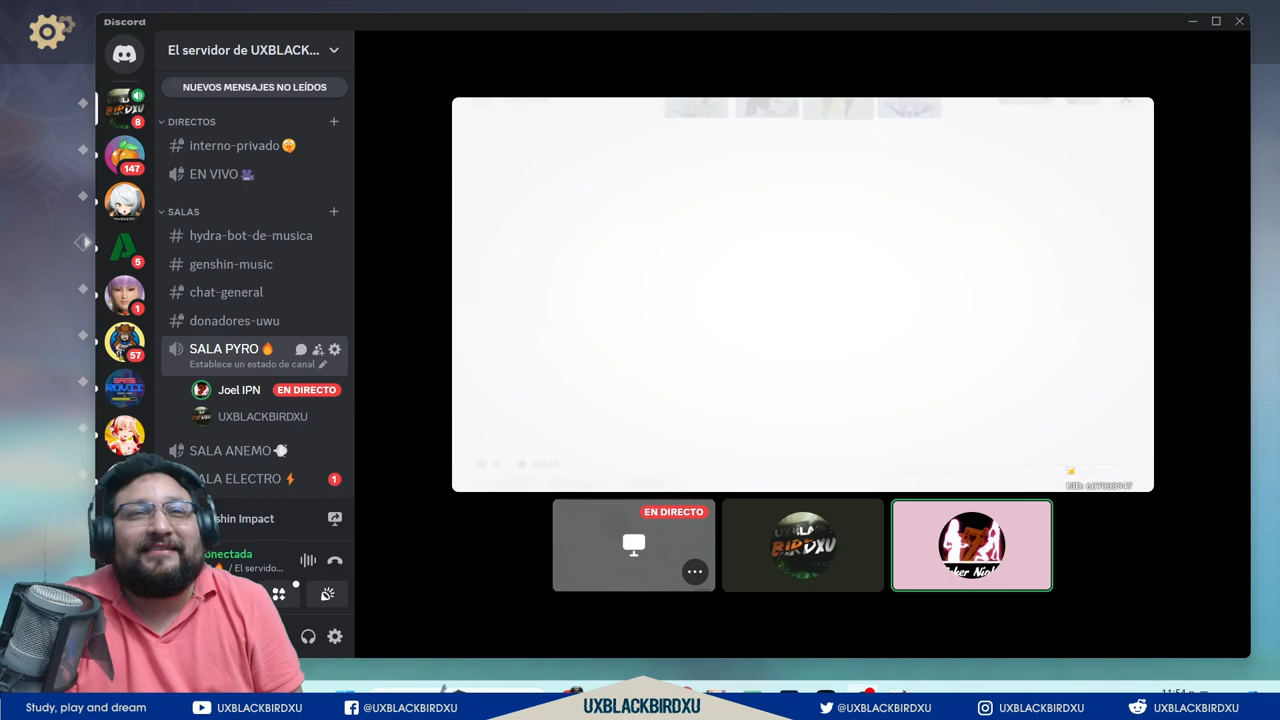 Discord
El servidor de UXBLACK...
NUEVOS MENSAJES NO LEÍDOS
DIRECTOS
interno-privado
EN VIVO
SALAS
hydra-bot-de-musica
genshin-music
chat-general
donadores-uwu
SALA PYRO
Establece un estado de canal
Joel IPN EN DIRECTO
UXBLACKBIRDXU
SALA ANEMO
SALA ELECTRO 1
8
147
5
1
57
shin Impact
onectada
/ El servido...
EN DIRECTO
UID: 607033947
Study, play and dream
UXBLACKBIRDXU
@UXBLACKBIRDXU
UXBLACKBIRDXU
@UXBLACKBIRDXU
UXBLACKBIRDXU
UXBLACKBIRDXU